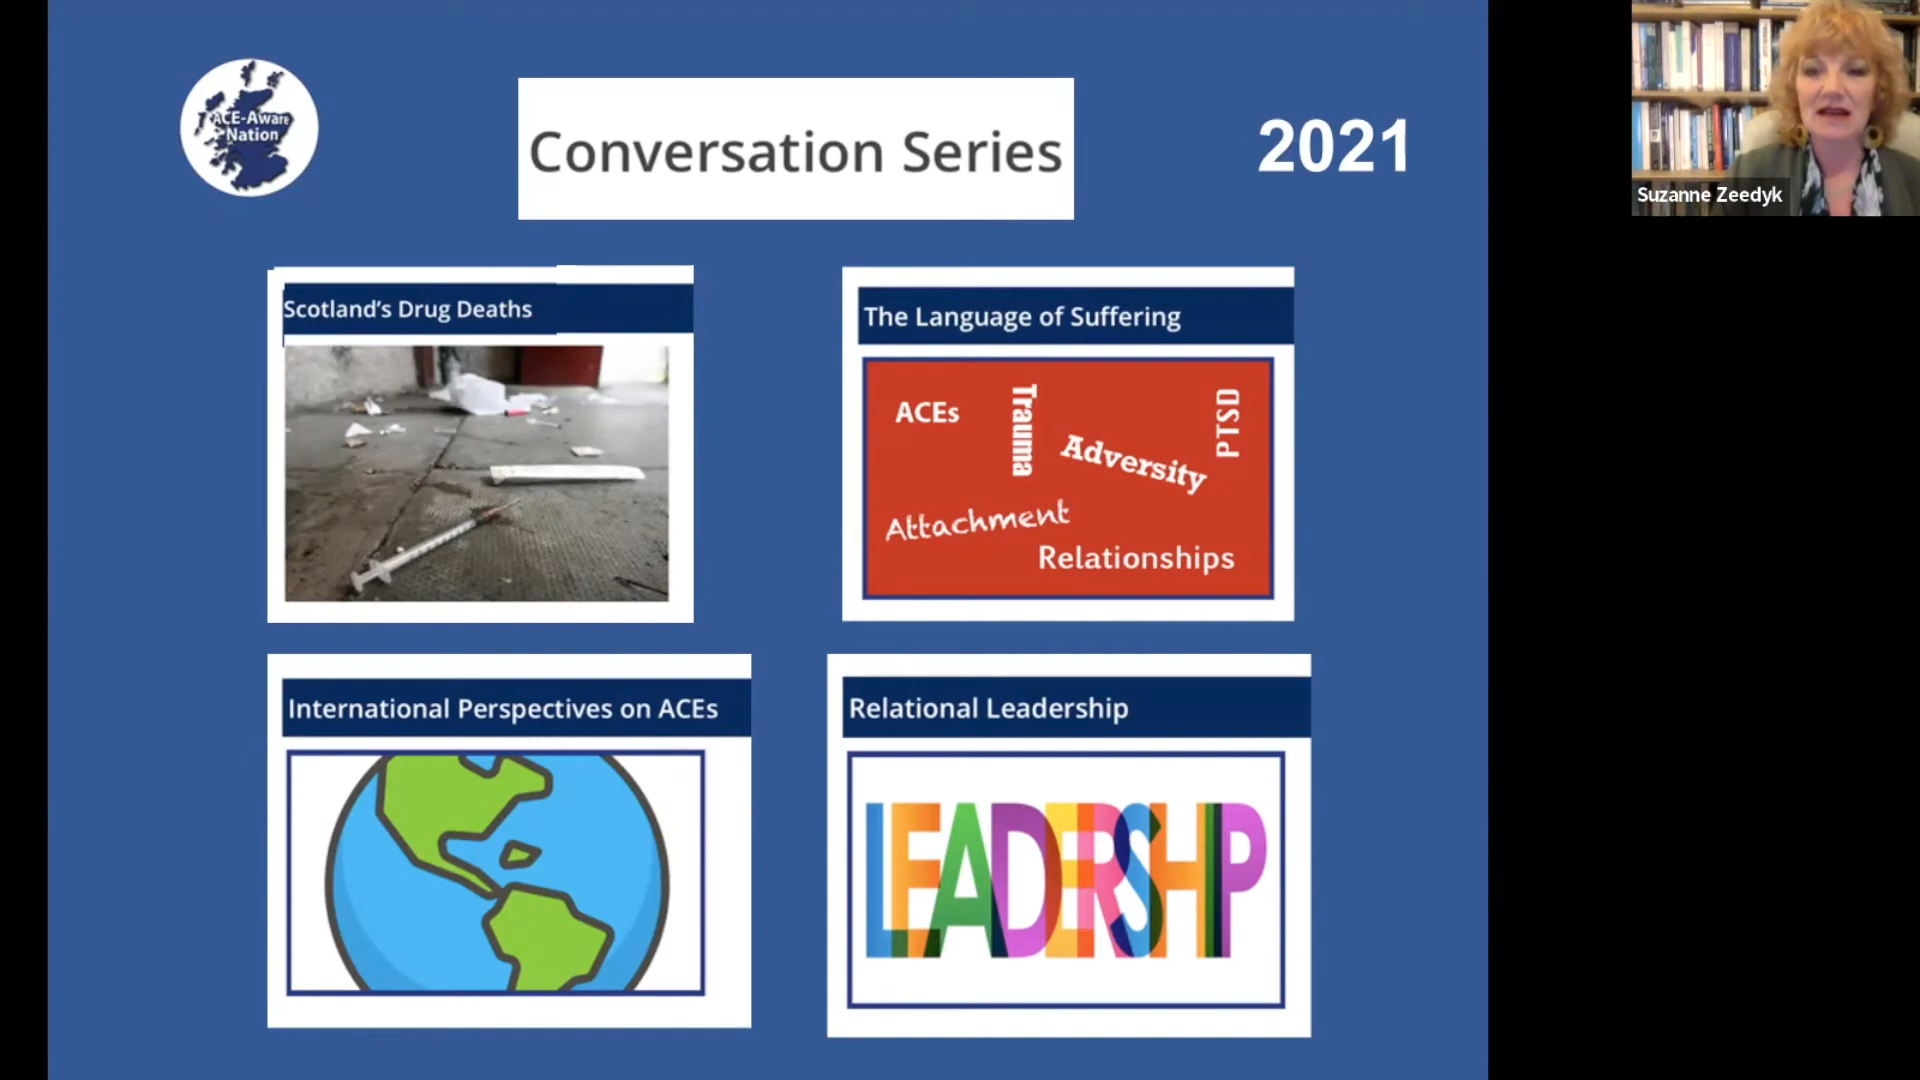 ACE-Aware
Nation
Conversation Series
2021
Suzanne Zeedyk
Scotland's Drug Deaths
The Language of Suffering
ACEs
Trauma
PTSD
Adversity
Attachment
Relationships
International Perspectives on ACEs
Relational Leadership
LEADERSHIP